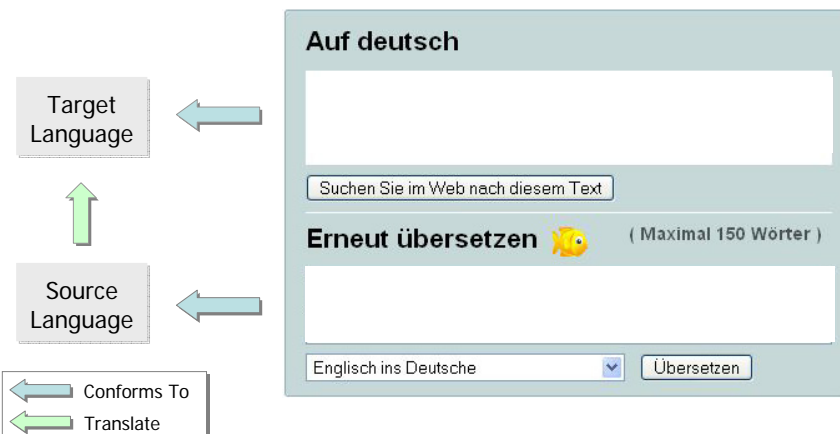 Auf deutsch
Target
Language
Suchen Sie im Web nach diesem Text
Erneut übersetzen ( Maximal 150 Wörter )
Source
Language
Englisch ins Deutsche Übersetzen
Conforms To
Translate